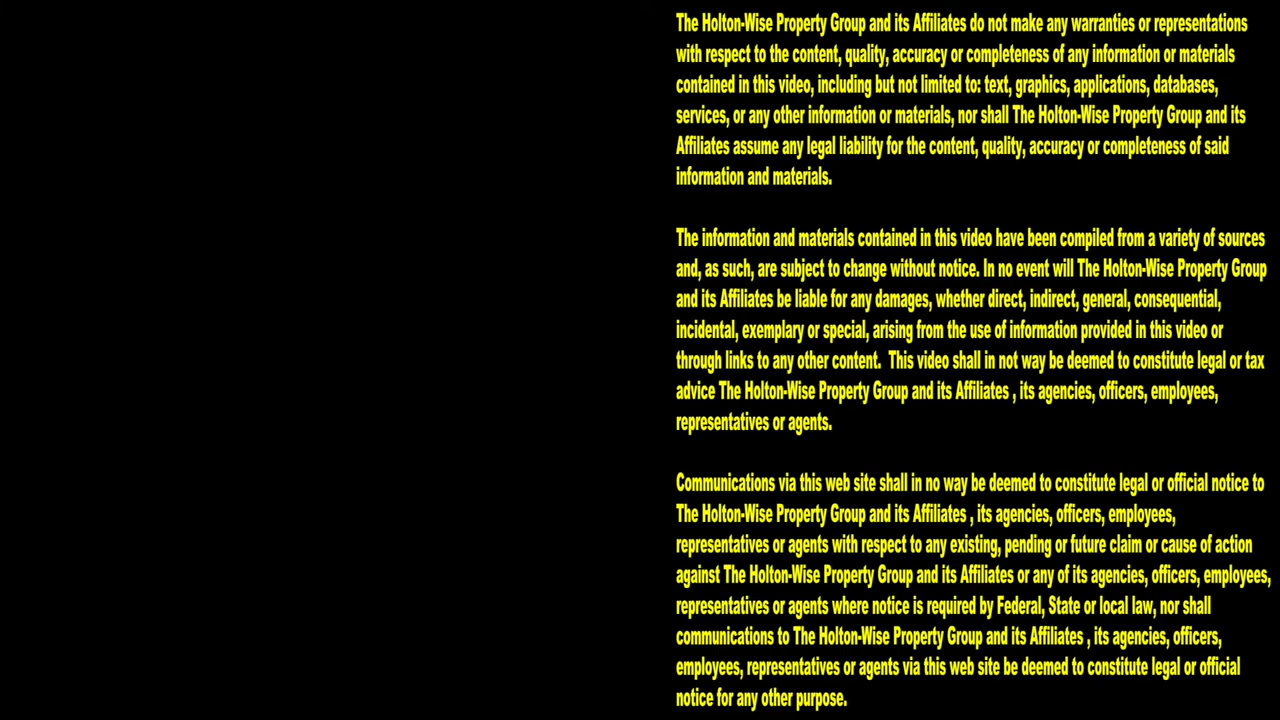 The Holton-Wise Property Group and its Affiliates do not make any warranties or representations
with respect to the content, quality, accuracy or completeness of any information or materials
contained in this video, including but not limited to: text, graphics, applications, databases,
services, or any other information or materials, nor shall The Holton-Wise Property Group and its
Affiliates assume any legal liability for the content, quality, accuracy or completeness of said
information and materials.

The information and materials contained in this video have been compiled from a variety of sources
and, as such, are subject to change without notice. In no event will The Holton-Wise Property Group
and its Affiliates be liable for any damages, whether direct, indirect, general, consequential,
incidental, exemplary or special, arising from the use of information provided in this video or
through links to any other content.  This video shall in not way be deemed to constitute legal or tax
advice The Holton-Wise Property Group and its Affiliates , its agencies, officers, employees,
representatives or agents.

Communications via this web site shall in no way be deemed to constitute legal or official notice to
The Holton-Wise Property Group and its Affiliates , its agencies, officers, employees,
representatives or agents with respect to any existing, pending or future claim or cause of action
against The Holton-Wise Property Group and its Affiliates or any of its agencies, officers, employees,
representatives or agents where notice is required by Federal, State or local law, nor shall
communications to The Holton-Wise Property Group and its Affiliates , its agencies, officers,
employees, representatives or agents via this web site be deemed to constitute legal or official
notice for any other purpose.